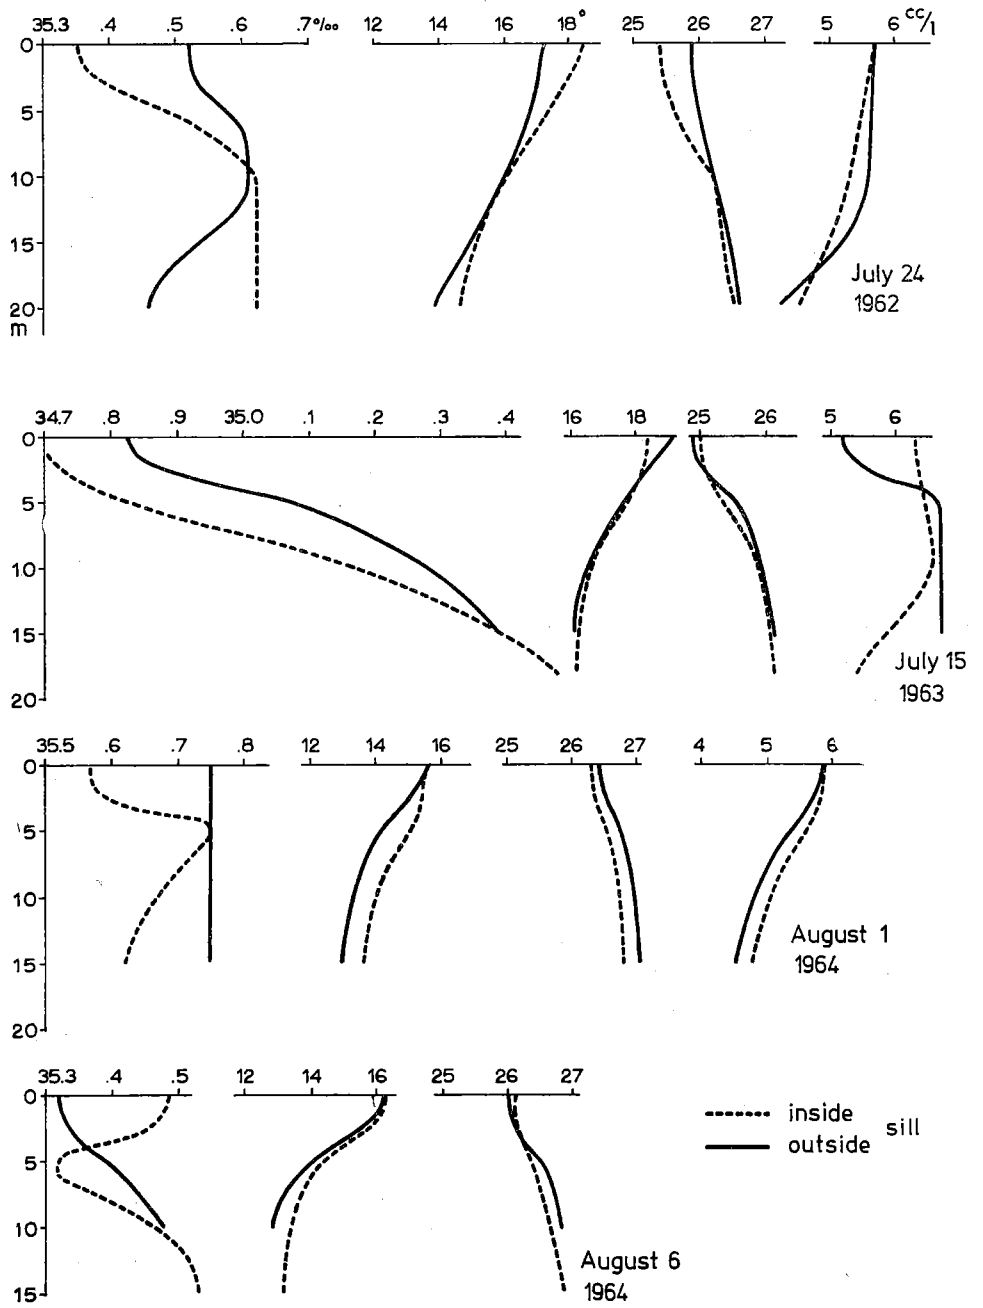 35.3 .4 .5 .6 .7‰ 12 14 16 18° 25 26 27 5 6 cc/l
0
5
10
15
20
m
July 24
1962
34.7 .8 .9 35.0 .1 .2 .3 .4 16 18 25 26 5 6
0
5
10
15
20
July 15
1963
35.5 .6 .7 .8 12 14 16 25 26 27 4 5 6
0
5
10
15
20
August 1
1964
35.3 .4 .5 12 14 16 25 26 27
0
5
10
15
inside
outside
sill
August 6
1964